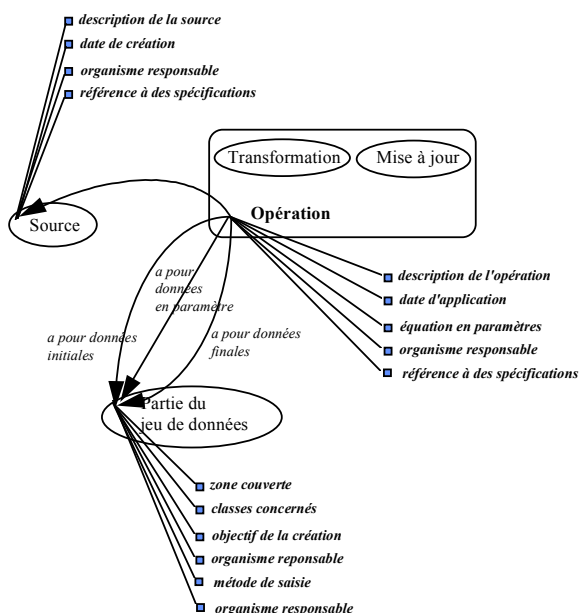 description de la source
date de création
organisme responsable
référence à des spécifications
Transformation
Mise à jour
Opération
Source
a pour
données
en paramètre
a pour données
initiales
a pour données
finales
description de l'opération
date d'application
équation en paramètres
organisme responsable
référence à des spécifications
Partie du
jeu de données
zone couverte
classes concernés
objectif de la création
organisme reponsable
métode de saisie
organisme responsable